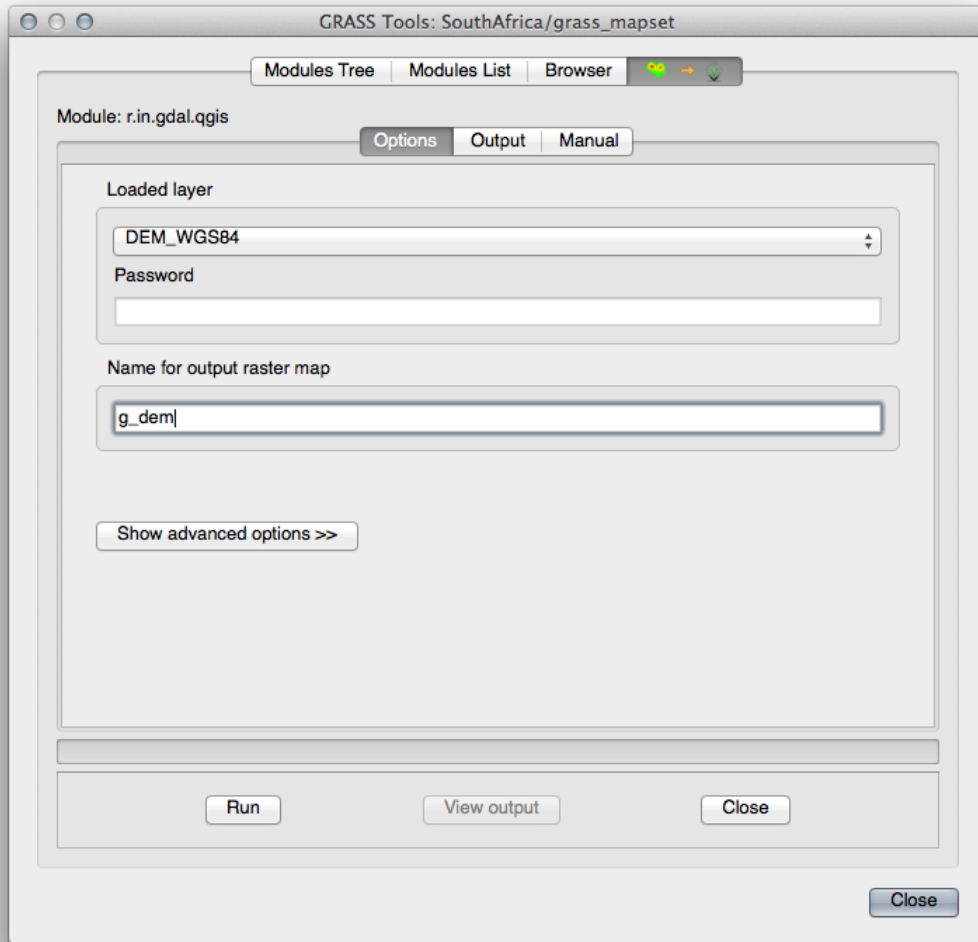 GRASS Tools: SouthAfrica/grass_mapset
Modules Tree Modules List Browser
Module: r.in.gdal.qgis
Options Output Manual
Loaded layer
DEM_WGS84
Password
Name for output raster map
g_dem
Show advanced options >>
Run View output Close
Close